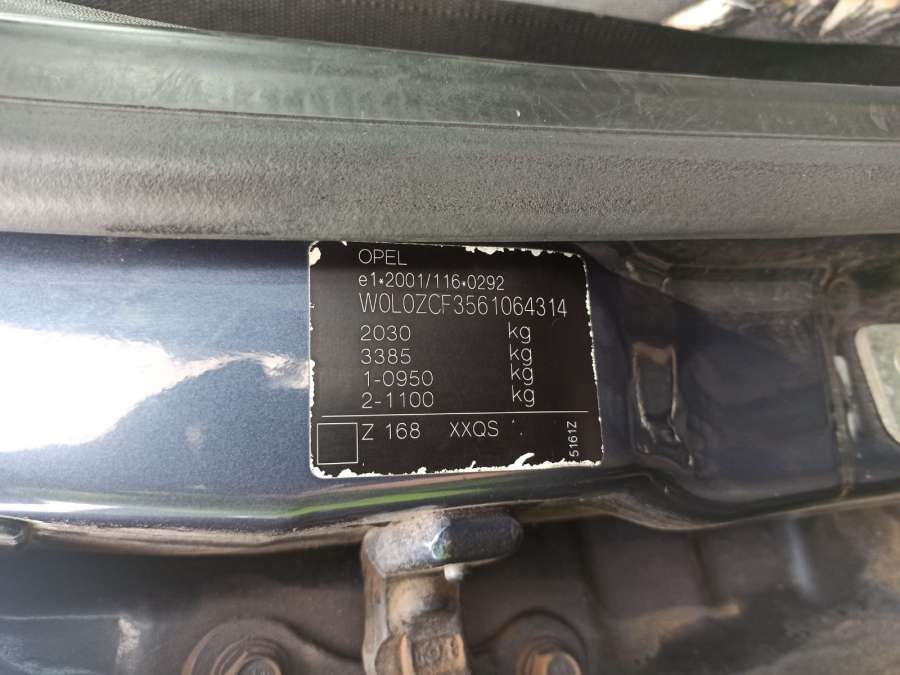 OPEL
e1*2001/116*0292
W0L0ZCF3561064314
2030 kg
3385 kg
1-0950 kg
2-1100 kg
Z 168 XXQS
5161Z